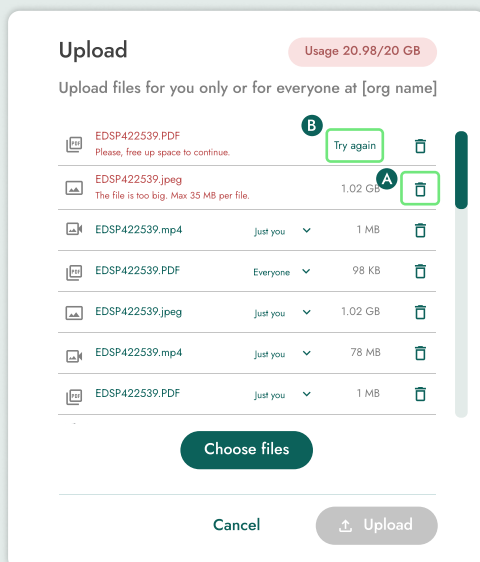 Upload
Usage 20.98/20 GB
Upload files for you only or for everyone at [org name]
B
EDSP422539.PDF
Please, free up space to continue.
Try again
PDF
A
EDSP422539.jpeg
The file is too big. Max 35 MB per file.
1.02 GB
EDSP422539.mp4 Just you 1 MB
PDF EDSP422539.PDF Everyone 98 KB
EDSP422539.jpeg Just you 1.02 GB
EDSP422539.mp4 Just you 78 MB
PDF EDSP422539.PDF Just you 1 MB
Choose files
Cancel
Upload